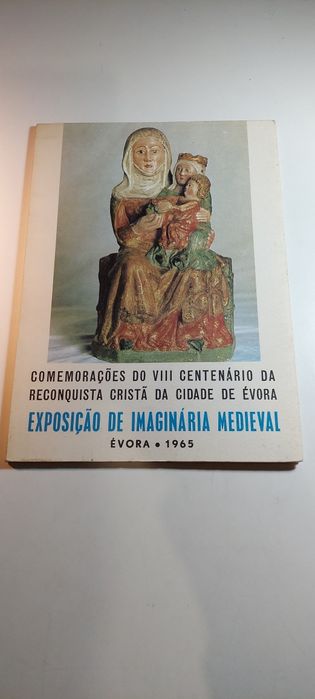 COMEMORAÇÕES DO VIII CENTENÁRIO DA
RECONQUISTA CRISTÃ DA CIDADE DE ÉVORA
EXPOSIÇÃO DE IMAGINÁRIA MEDIEVAL
ÉVORA • 1965